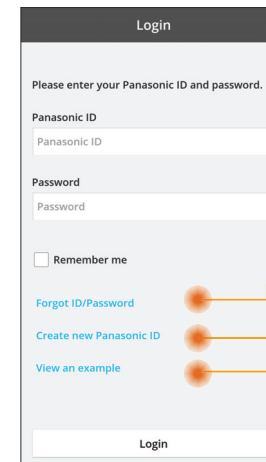 Login
Please enter your Panasonic ID and password.
Panasonic ID
Panasonic ID
Password
Password
Remember me
Forgot ID/Password
Create new Panasonic ID
View an example
Login